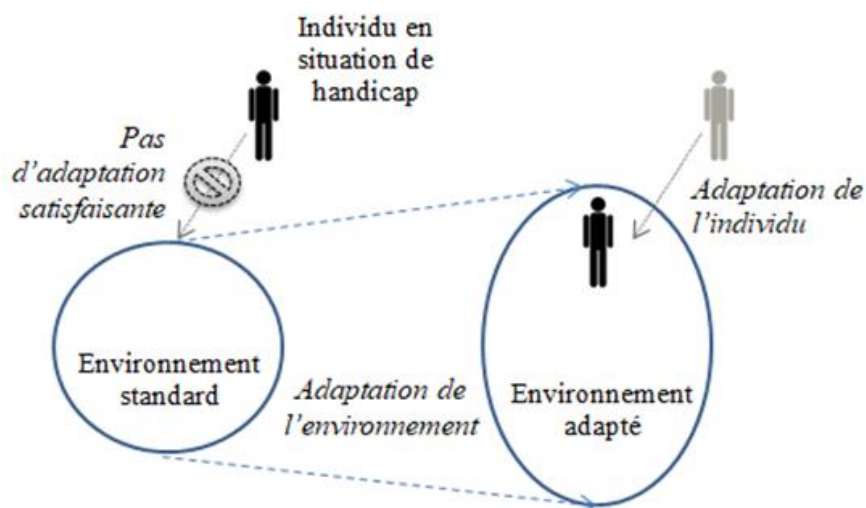 Individu en
situation de
handicap
Pas
d’adaptation
satisfaisante
Adaptation de
l’individu
Environnement
standard
Adaptation de
l’environnement
Environnement
adapté